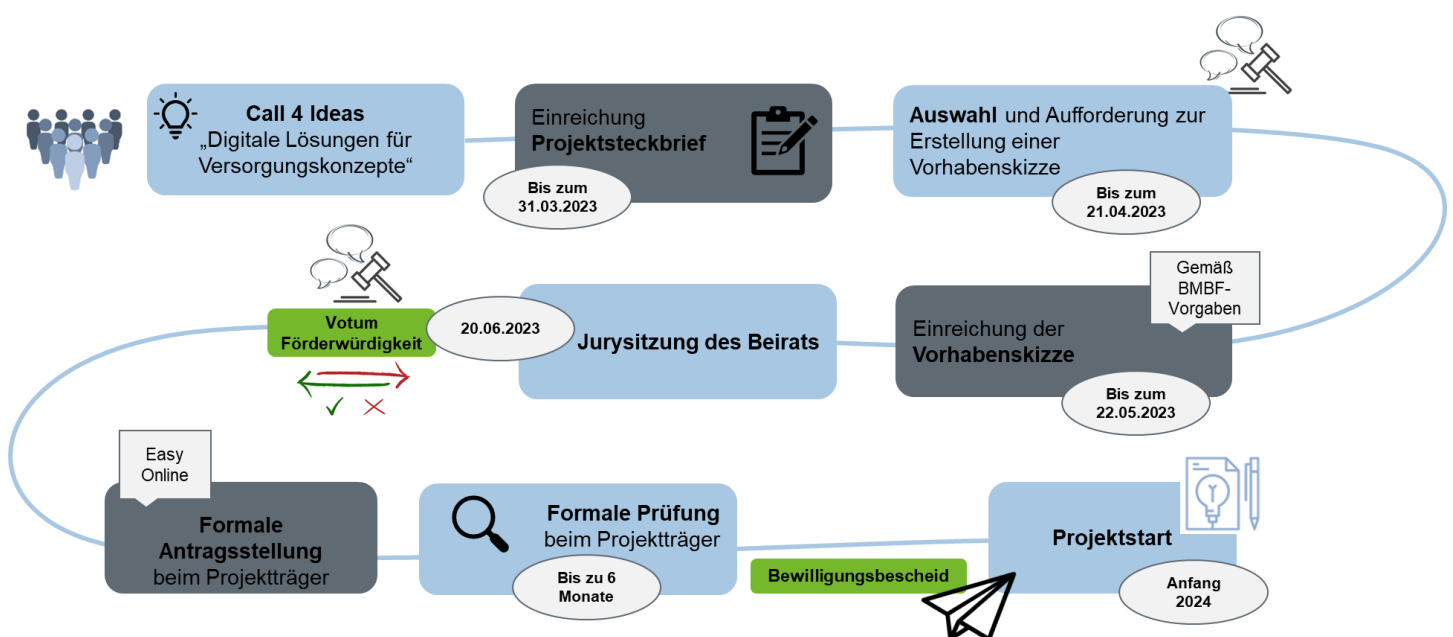 Call 4 Ideas
„Digitale Lösungen für
Versorgungskonzepte“
Einreichung
Projektsteckbrief
Bis zum
31.03.2023
Auswahl und Aufforderung zur
Erstellung einer
Vorhabenskizze
Bis zum
21.04.2023
Gemäß
BMBF-
Vorgaben
Einreichung der
Vorhabenskizze
Bis zum
22.05.2023
Jurysitzung des Beirats
20.06.2023
Votum
Förderwürdigkeit
Easy
Online
Formale
Antragsstellung
beim Projektträger
Formale Prüfung
beim Projektträger
Bis zu 6
Monate
Bewilligungsbescheid
Projektstart
Anfang
2024